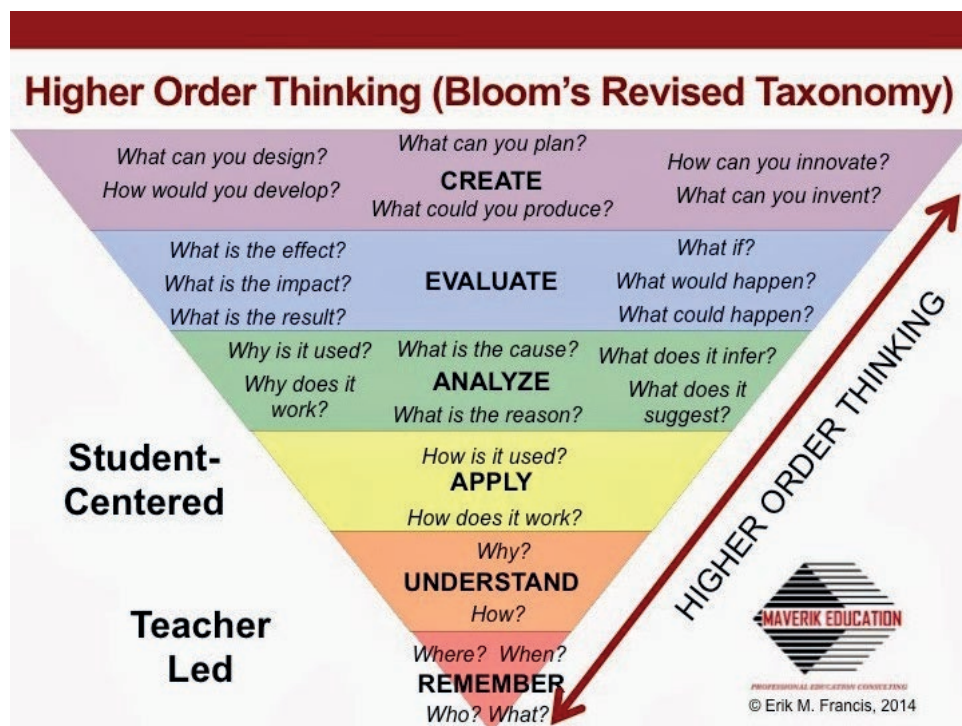 Higher Order Thinking (Bloom's Revised Taxonomy)
What can you design?
How would you develop?
What can you plan?
CREATE
What could you produce?
How can you innovate?
What can you invent?
What is the effect?
What is the impact?
What is the result?
EVALUATE
What if?
What would happen?
What could happen?
Why is it used?
Why does it
work?
What is the cause?
ANALYZE
What is the reason?
What does it infer?
What does it
suggest?
Student-
Centered
How is it used?
APPLY
How does it work?
Why?
UNDERSTAND
How?
Teacher
Led
Where? When?
REMEMBER
Who? What?
HIGHER ORDER THINKING
MAVERIK EDUCATION
PROFESSIONAL EDUCATION CONSULTING
© Erik M. Francis, 2014